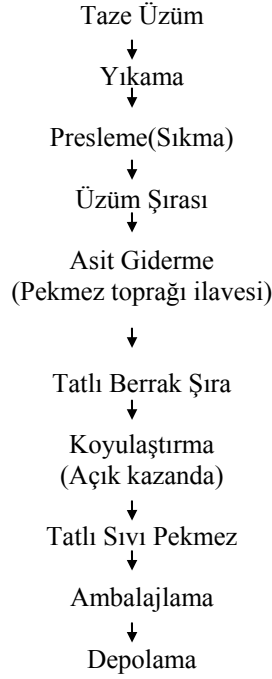 Taze Üzüm
Yıkama
Presleme(Sıkma)
Üzüm Şırası
Asit Giderme
(Pekmez toprağı ilavesi)
Tatlı Berrak Şıra
Koyulaştırma
(Açık kazanda)
Tatlı Sıvı Pekmez
Ambalajlama
Depolama